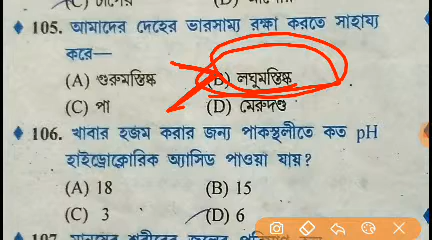 105. আমাদের দেহের ভারসাম্য রক্ষা করতে সাহায্য
করে—
(A) গুরুমস্তিষ্ক (B) লঘুমস্তিষ্ক
(C) পা (D) মেরুদণ্ড
106. খাবার হজম করার জন্য পাকস্থলীতে কত pH
হাইড্রোক্লোরিক অ্যাসিড পাওয়া যায়?
(A) 18 (B) 15
(C) 3 (D) 6